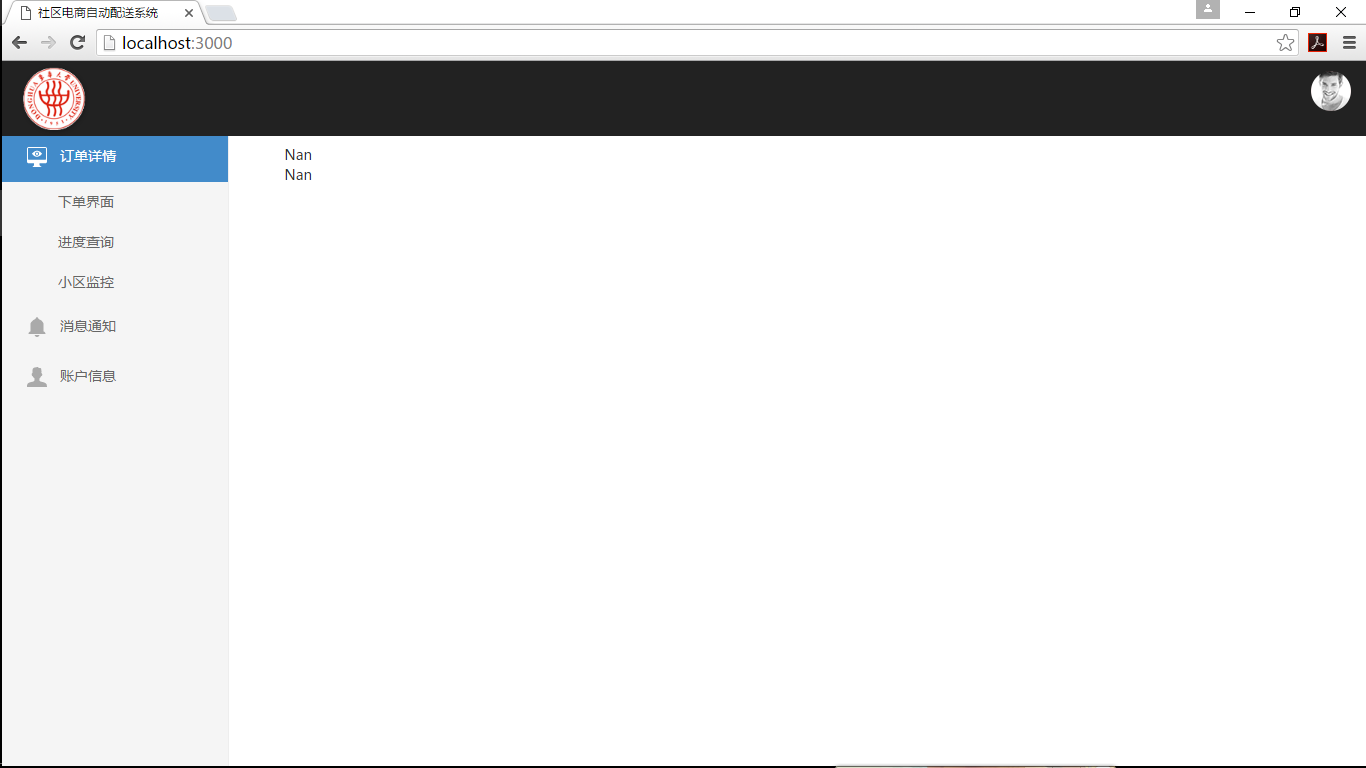 社区电商自动配送系统
localhost:3000
订单详情
Nan
Nan
下单界面
进度查询
小区监控
消息通知
账户信息